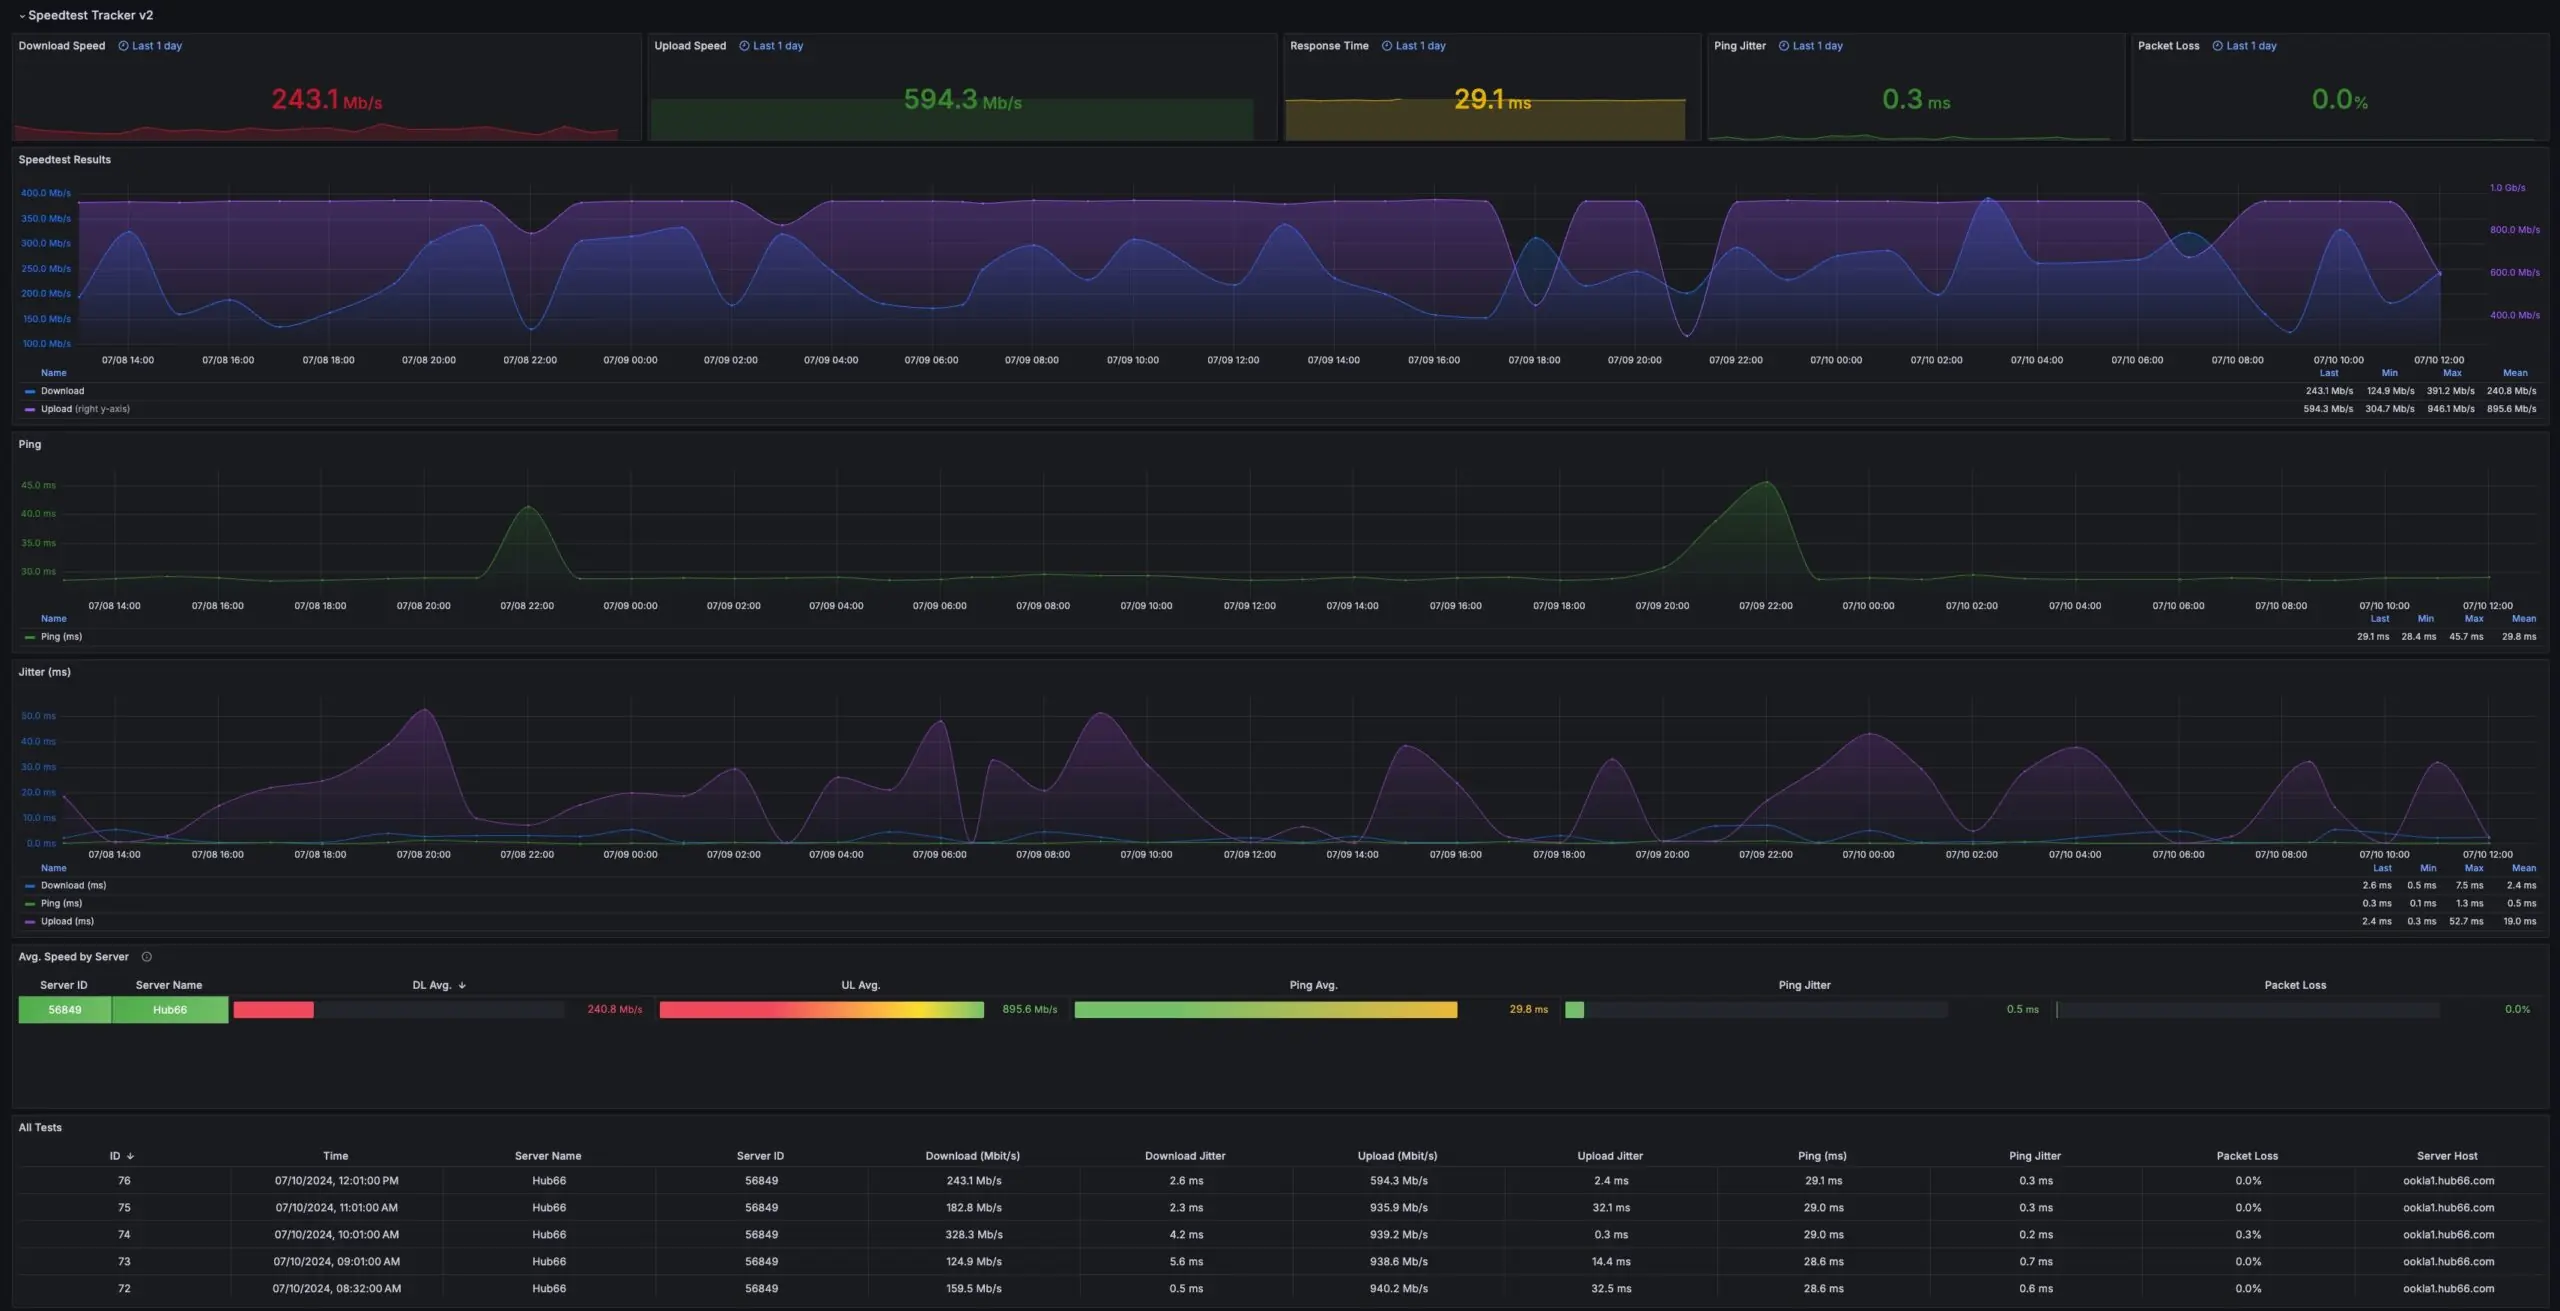 Speedtest Tracker v2
Download Speed Last 1 day
243.1 Mb/s
Upload Speed Last 1 day
594.3 Mb/s
Response Time Last 1 day
29.1 ms
Ping Jitter Last 1 day
0.3 ms
Packet Loss Last 1 day
0.0%
Speedtest Results
400.0 Mb/s
350.0 Mb/s
300.0 Mb/s
250.0 Mb/s
200.0 Mb/s
150.0 Mb/s
100.0 Mb/s
1.0 Gb/s
800.0 Mb/s
600.0 Mb/s
400.0 Mb/s
07/08 14:00 07/08 16:00 07/08 18:00 07/08 20:00 07/08 22:00 07/09 00:00 07/09 02:00 07/09 04:00 07/09 06:00 07/09 08:00 07/09 10:00 07/09 12:00 07/09 14:00 07/09 16:00 07/09 18:00 07/09 20:00 07/09 22:00 07/10 00:00 07/10 02:00 07/10 04:00 07/10 06:00 07/10 08:00 07/10 10:00 07/10 12:00
Name Last Min Max Mean
Download 243.1 Mb/s 124.9 Mb/s 391.2 Mb/s 240.8 Mb/s
Upload (right y-axis) 594.3 Mb/s 304.7 Mb/s 946.1 Mb/s 895.6 Mb/s
Ping
45.0 ms
40.0 ms
35.0 ms
30.0 ms
07/08 14:00 07/08 16:00 07/08 18:00 07/08 20:00 07/08 22:00 07/09 00:00 07/09 02:00 07/09 04:00 07/09 06:00 07/09 08:00 07/09 10:00 07/09 12:00 07/09 14:00 07/09 16:00 07/09 18:00 07/09 20:00 07/09 22:00 07/10 00:00 07/10 02:00 07/10 04:00 07/10 06:00 07/10 08:00 07/10 10:00 07/10 12:00
Name Last Min Max Mean
Ping (ms) 29.1 ms 28.4 ms 45.7 ms 29.8 ms
Jitter (ms)
50.0 ms
40.0 ms
30.0 ms
20.0 ms
10.0 ms
0.0 ms
07/08 14:00 07/08 16:00 07/08 18:00 07/08 20:00 07/08 22:00 07/09 00:00 07/09 02:00 07/09 04:00 07/09 06:00 07/09 08:00 07/09 10:00 07/09 12:00 07/09 14:00 07/09 16:00 07/09 18:00 07/09 20:00 07/09 22:00 07/10 00:00 07/10 02:00 07/10 04:00 07/10 06:00 07/10 08:00 07/10 10:00 07/10 12:00
Name Last Min Max Mean
Download (ms) 2.6 ms 0.5 ms 7.5 ms 2.4 ms
Ping (ms) 0.3 ms 0.1 ms 1.3 ms 0.5 ms
Upload (ms) 2.4 ms 0.3 ms 52.7 ms 19.0 ms
Avg. Speed by Server
Server ID Server Name DL Avg. UL Avg. Ping Avg. Ping Jitter Packet Loss
56849 Hub66 240.8 Mb/s 895.6 Mb/s 29.8 ms 0.5 ms 0.0%
All Tests
ID Time Server Name Server ID Download (Mbit/s) Download Jitter Upload (Mbit/s) Upload Jitter Ping (ms) Ping Jitter Packet Loss Server Host
76 07/10/2024, 12:01:00 PM Hub66 56849 243.1 Mb/s 2.6 ms 594.3 Mb/s 2.4 ms 29.1 ms 0.3 ms 0.0% ookla1.hub66.com
75 07/10/2024, 11:01:00 AM Hub66 56849 182.8 Mb/s 2.3 ms 935.9 Mb/s 32.1 ms 29.0 ms 0.3 ms 0.0% ookla1.hub66.com
74 07/10/2024, 10:01:00 AM Hub66 56849 328.3 Mb/s 4.2 ms 939.2 Mb/s 0.3 ms 29.0 ms 0.2 ms 0.3% ookla1.hub66.com
73 07/10/2024, 09:01:00 AM Hub66 56849 124.9 Mb/s 5.6 ms 938.6 Mb/s 14.4 ms 28.6 ms 0.7 ms 0.0% ookla1.hub66.com
72 07/10/2024, 08:32:00 AM Hub66 56849 159.5 Mb/s 0.5 ms 940.2 Mb/s 32.5 ms 28.6 ms 0.6 ms 0.0% ookla1.hub66.com